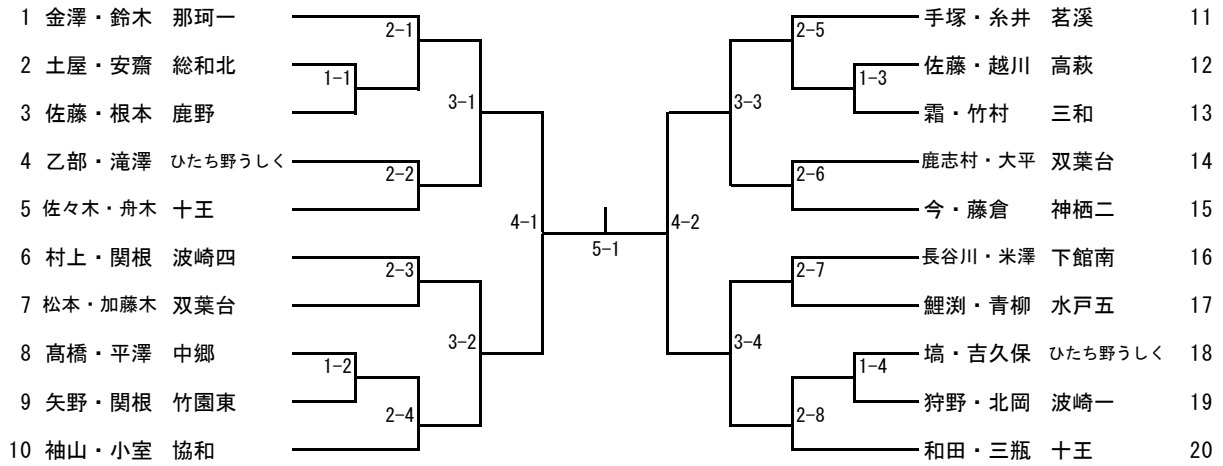 1 金澤・鈴木 那珂一
2 土屋・安齋 総和北
3 佐藤・根本 鹿野
4 乙部・滝澤 ひたち野うしく
5 佐々木・舟木 十王
6 村上・関根 波崎四
7 松本・加藤木 双葉台
8 髙橋・平澤 中郷
9 矢野・関根 竹園東
10 袖山・小室 協和
2-1
1-1
3-1
2-2
4-1
2-3
3-2
1-2
2-4
5-1
2-5
1-3
3-3
2-6
4-2
2-7
3-4
1-4
2-8
手塚・糸井 茗溪 11
佐藤・越川 高萩 12
霜・竹村 三和 13
鹿志村・大平 双葉台 14
今・藤倉 神栖二 15
長谷川・米澤 下館南 16
鯉渕・青柳 水戸五 17
塙・吉久保 ひたち野うしく 18
狩野・北岡 波崎一 19
和田・三瓶 十王 20